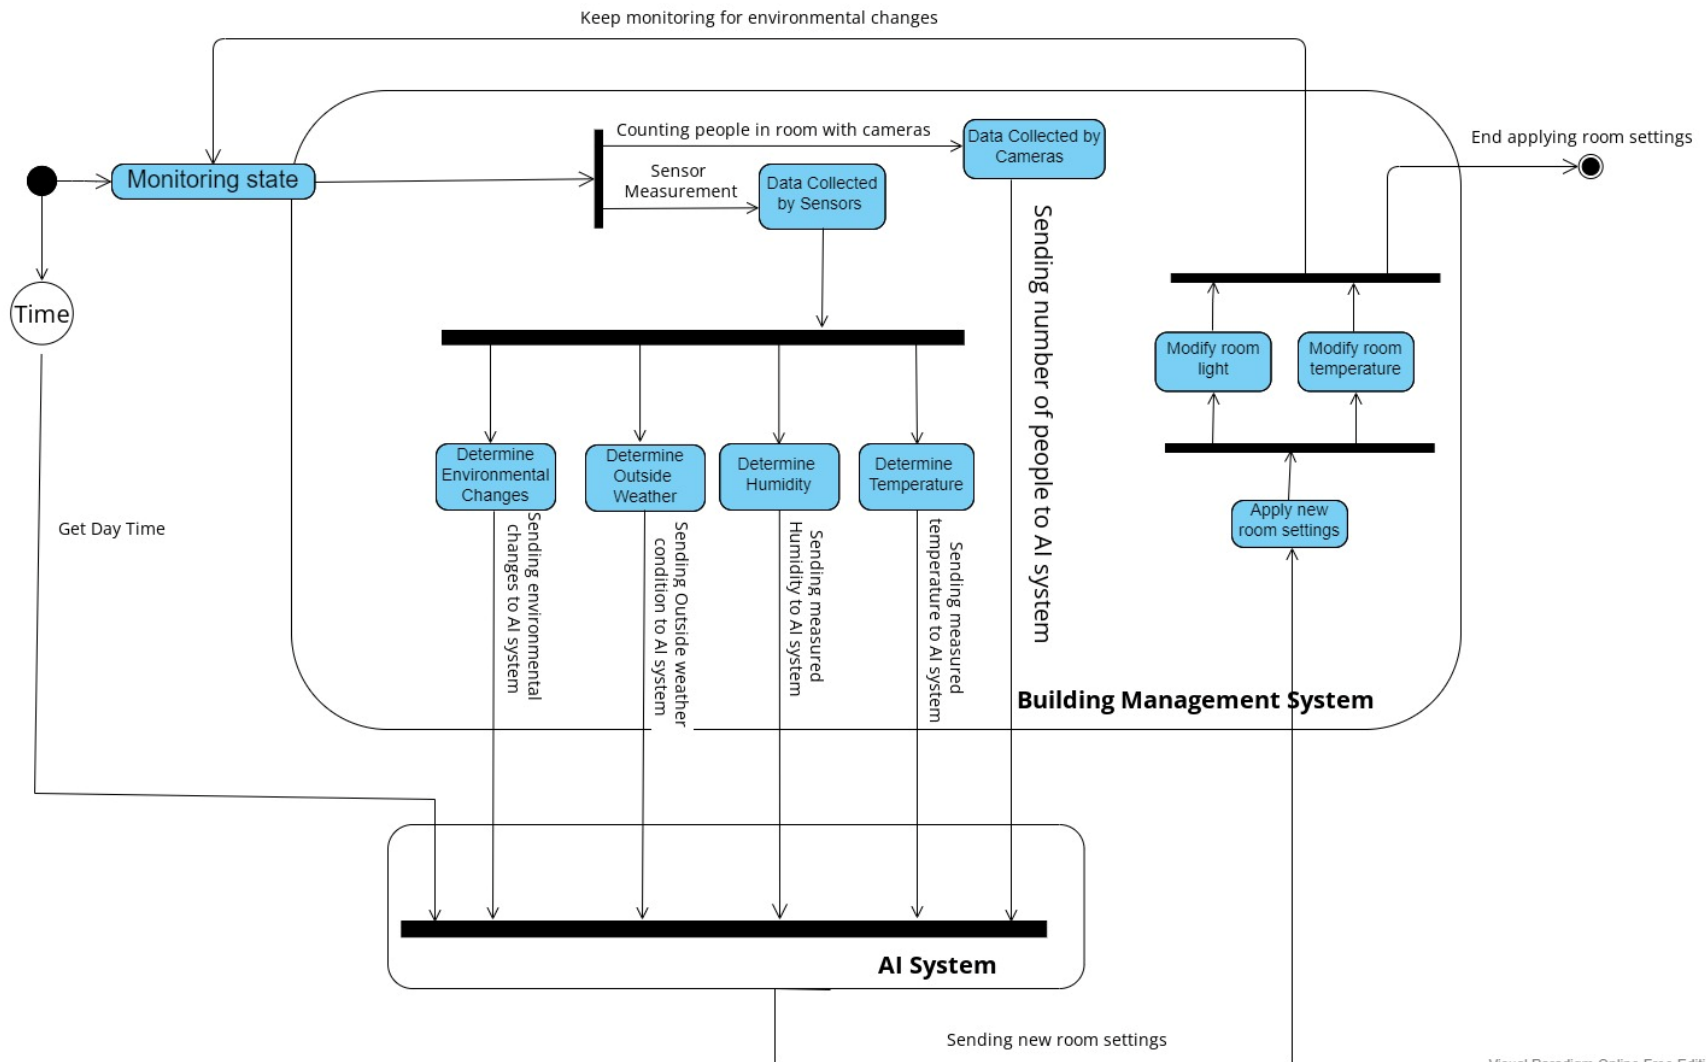 Keep monitoring for environmental changes
Counting people in room with cameras
Data Collected by
Cameras
End applying room settings
Monitoring state
Sensor
Measurement
Data Collected
by Sensors
Time
Sending number of people to AI system
Modify room
light
Modify room
temperature
Determine
Environmental
Changes
Determine
Outside
Weather
Determine
Humidity
Determine
Temperature
Apply new
room settings
Get Day Time
Sending environmental
changes to AI system
Sending Outside weather
condition to AI system
Sending measured
Humidity to AI system
Sending measured
temperature to AI system
Building Management System
AI System
Sending new room settings